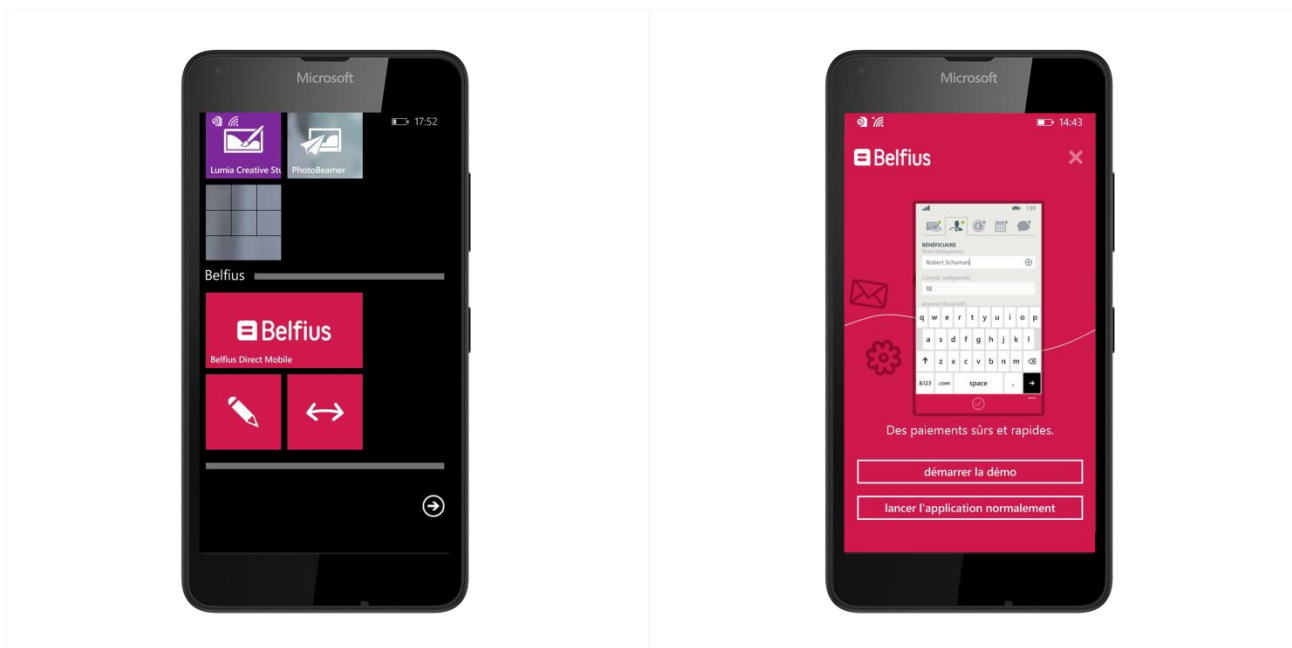 Microsoft
17:52
Lumia Creative Stu
PhotoBeamer
Belfius
Belfius
Belfius Direct Mobile
Microsoft
14:43
Belfius
BÉNÉFICIAIRE
Robert Schuman
BE
q w e r t y u i o p
a s d f g h j k l
z x c v b n m
&123 .com space ,
Des paiements sûrs et rapides.
démarrer la démo
lancer l'application normalement